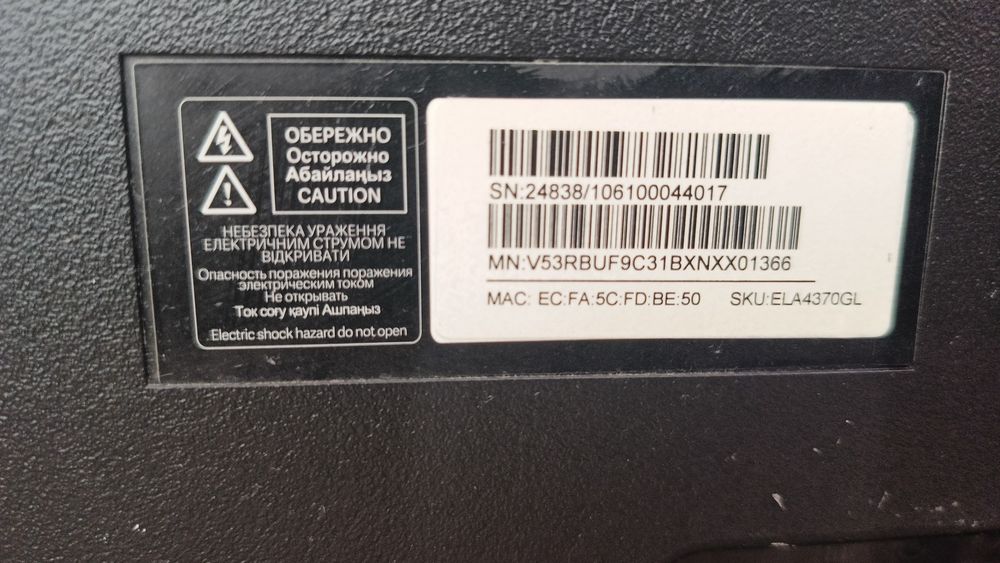 ОБЕРЕЖНО
Осторожно
Абайлаңыз
CAUTION
НЕБЕЗПЕКА УРАЖЕННЯ
ЕЛЕКТРИЧНИМ СТРУМОМ НЕ
ВІДКРИВАТИ
Опасность поражения поражения
электрическим током
Не открывать
Ток соғу қаупі Ашпаңыз
Electric shock hazard do not open
SN:24838/106100044017
MN:V53RBUF9C31BXNXX01366
MAC: EC:FA:5C:FD:BE:50 SKU:ELA4370GL